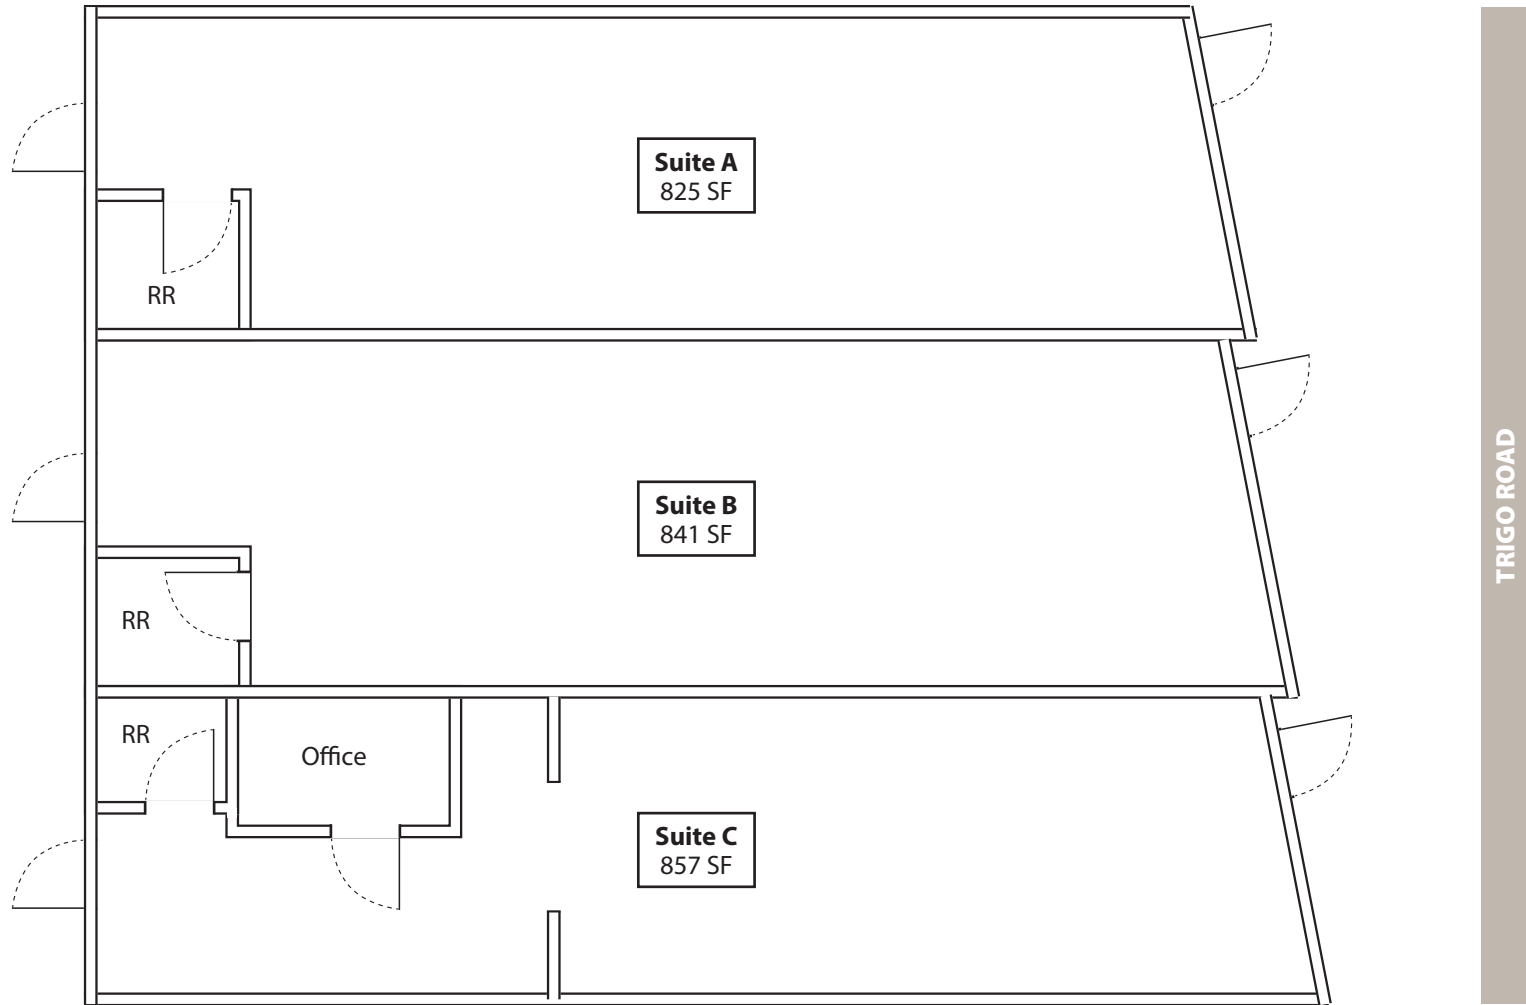 Suite A
825 SF
RR
Suite B
841 SF
TRIGO ROAD
RR
RR
Office
Suite C
857 SF